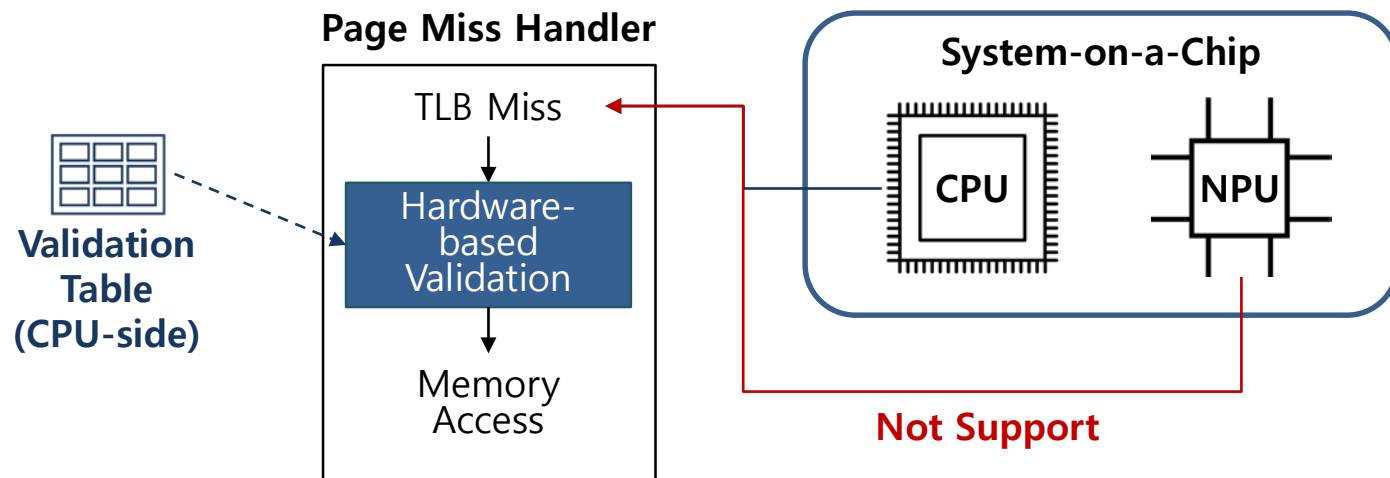 Page Miss Handler
System-on-a-Chip
TLB Miss
CPU
NPU
Hardware-
based
Validation
Validation
Table
(CPU-side)
Memory
Access
Not Support